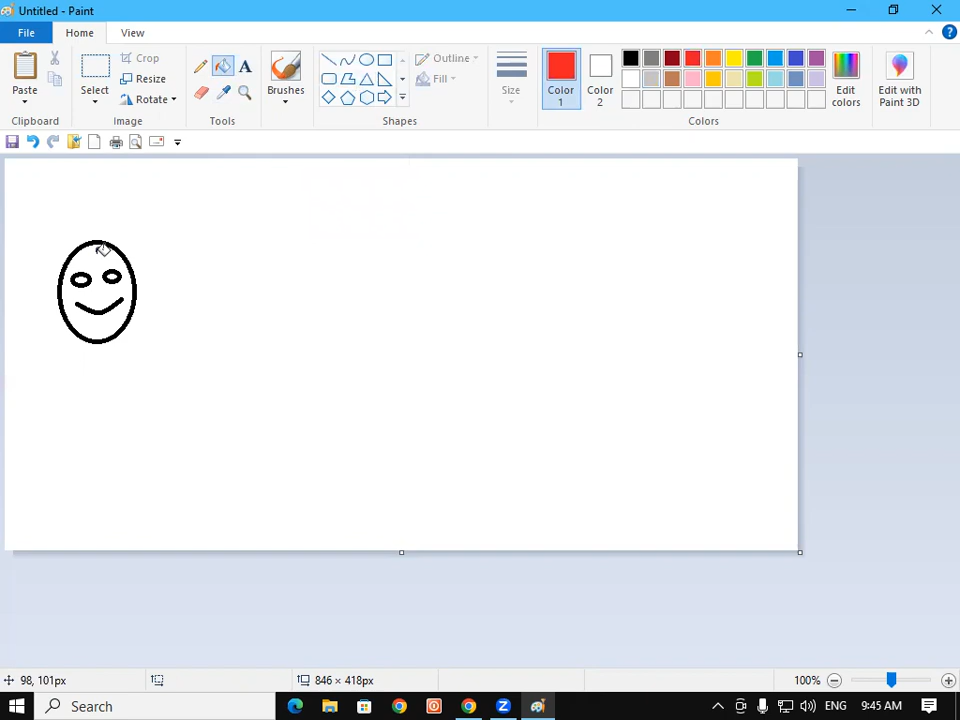 Untitled - Paint
File Home View
Paste
Clipboard
Select
Crop
Resize
Rotate
Image
A
Tools
Brushes
Outline
Fill
Shapes
Size
Color 1
Color 2
Edit colors
Edit with Paint 3D
Colors
98, 101px
846 × 418px
100%
Search
ENG
9:45 AM